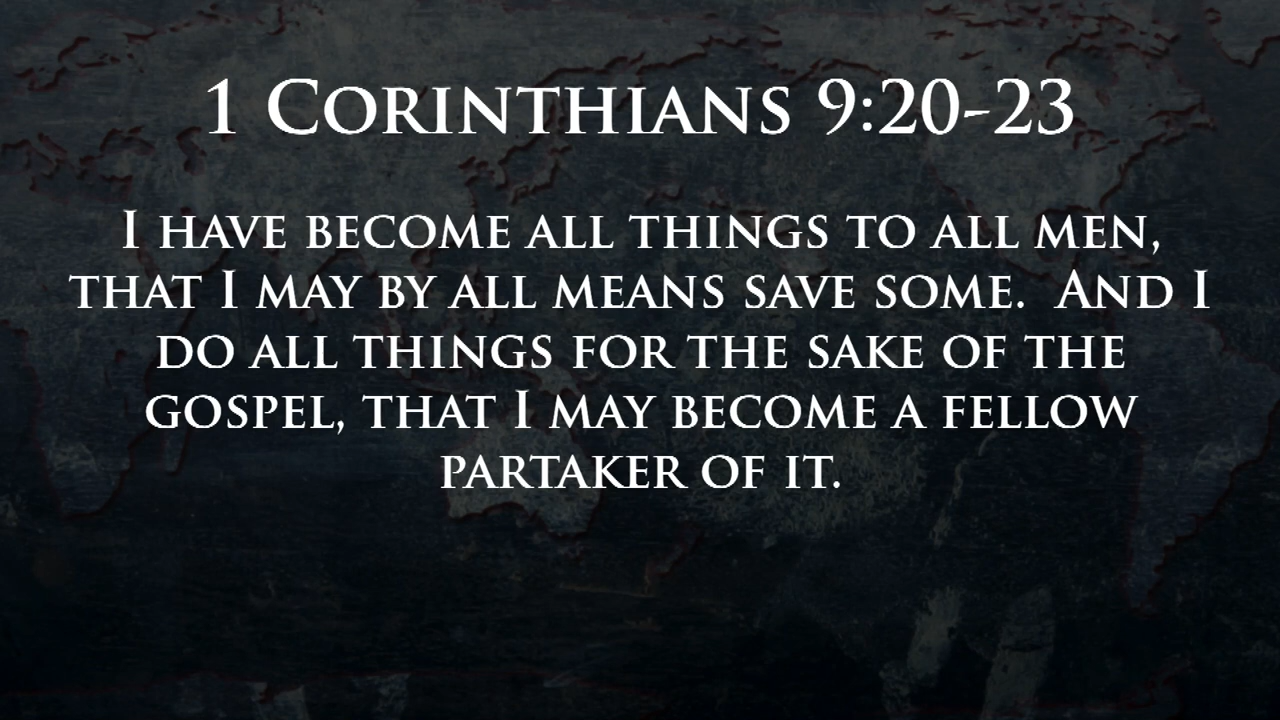 1 Corinthians 9:20-23
I have become all things to all men,
that I may by all means save some.  And I
do all things for the sake of the
gospel, that I may become a fellow
partaker of it.